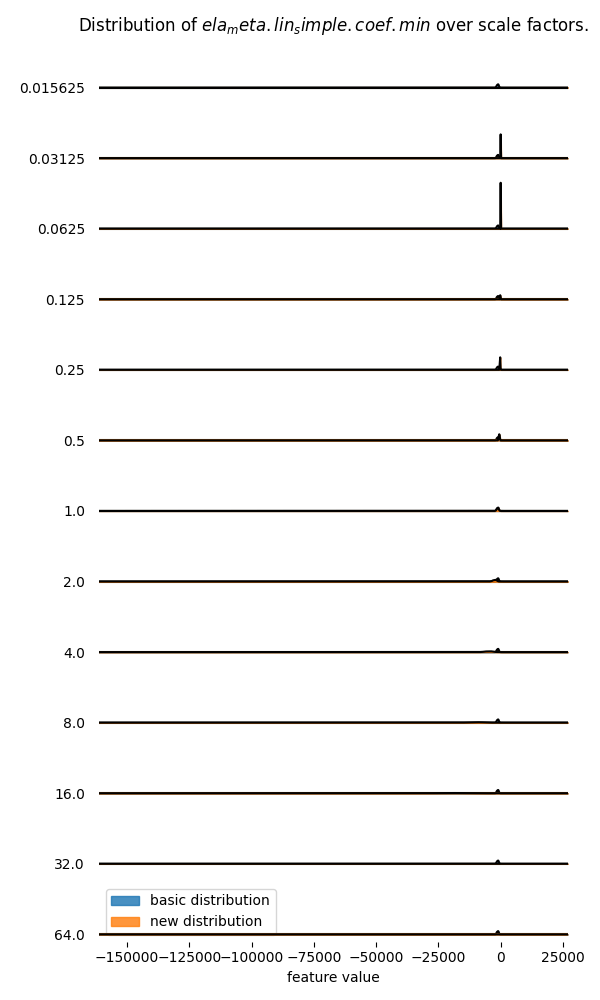 Distribution of ela_meta.lin_simple.coef.min over scale factors.
0.015625
0.03125
0.0625
0.125
0.25
0.5
1.0
2.0
4.0
8.0
16.0
32.0
basic distribution
new distribution
64.0
−150000 −125000 −100000 −75000 −50000 −25000 0 25000
feature value